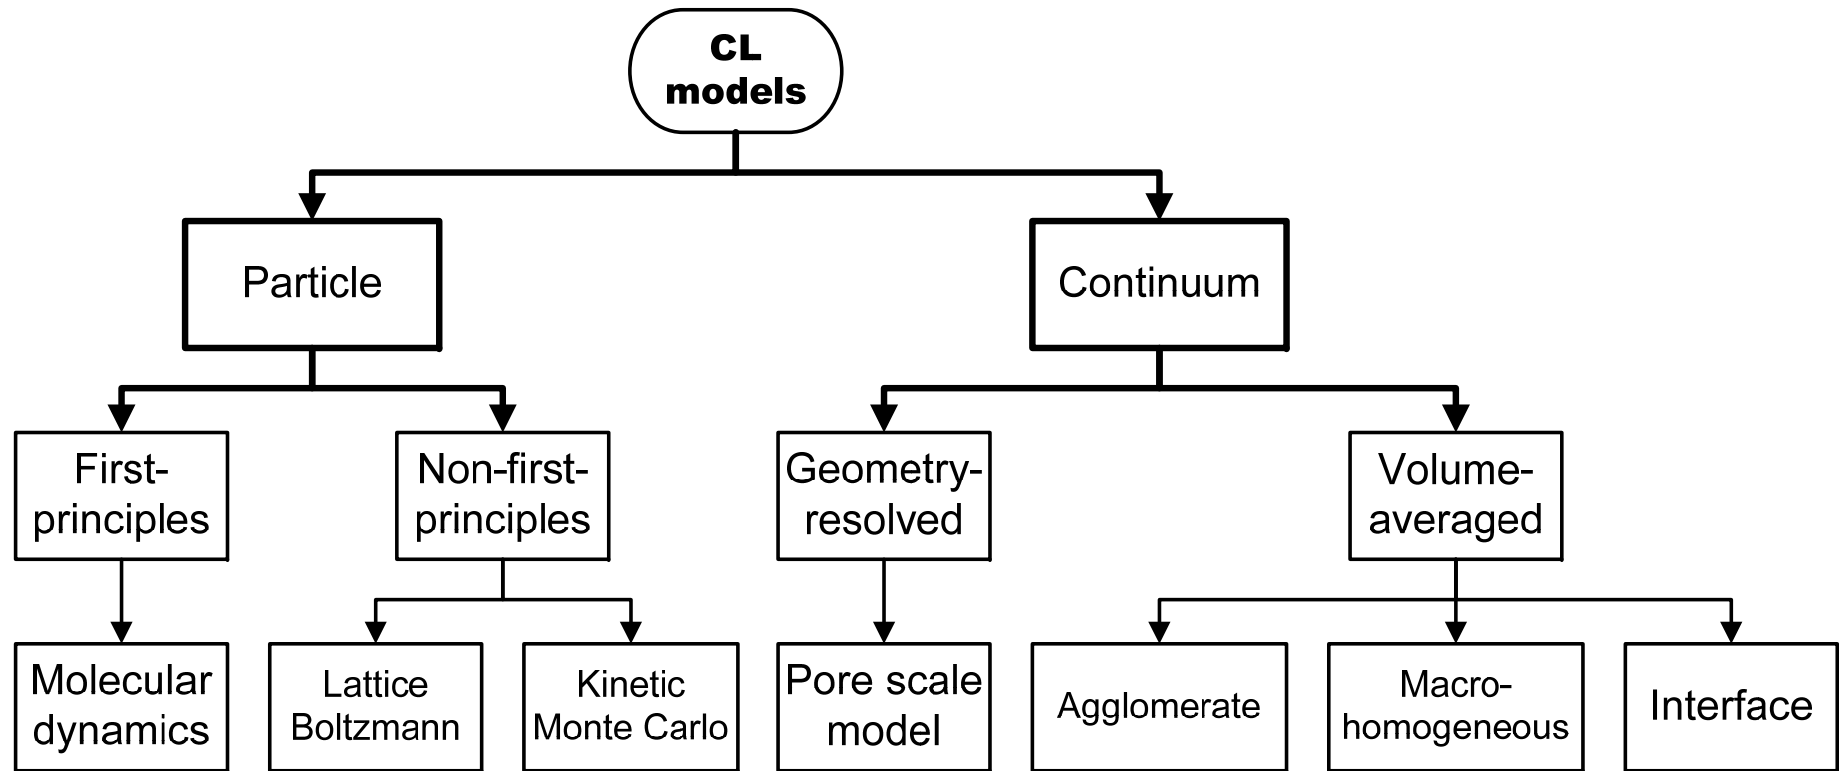 CL
models
Particle
Continuum
First-
principles
Non-first-
principles
Geometry-
resolved
Volume-
averaged
Molecular
dynamics
Lattice
Boltzmann
Kinetic
Monte Carlo
Pore scale
model
Agglomerate
Macro-
homogeneous
Interface